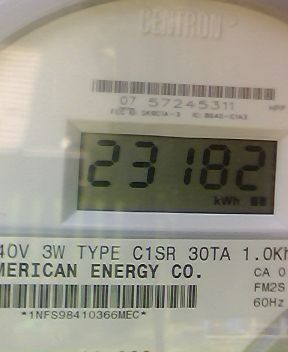 CENTRON
07 57245311
23182
kWh
40V 3W TYPE C1SR 30TA 1.0Kh
MERICAN ENERGY CO.
CA 0
FM2S
60Hz
*1NFS98410366MEC*